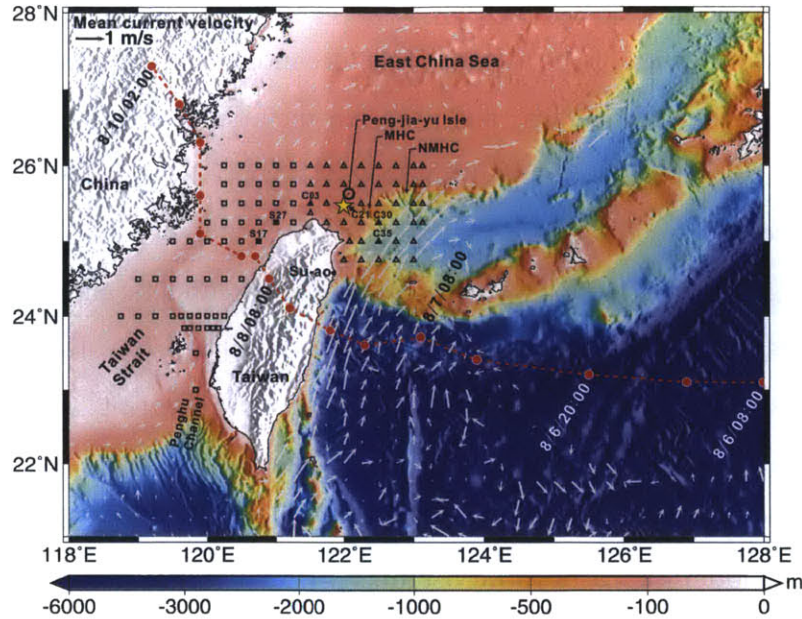 28°N
Mean current velocity
1 m/s
East China Sea
8/10/02:00
Peng-jia-yu Isle
MHC
NMHC
26°N
China
C03
S27
C21 C30
S17
C35
Su-ao
8/7/08:00
24°N
8/8/08:00
Taiwan
Strait
Taiwan
Penghu
Channel
8/6/20:00
8/6/08:00
22°N
118°E
120°E
122°E
124°E
126°E
128°E
m
-6000
-3000
-2000
-1000
-500
-100
0